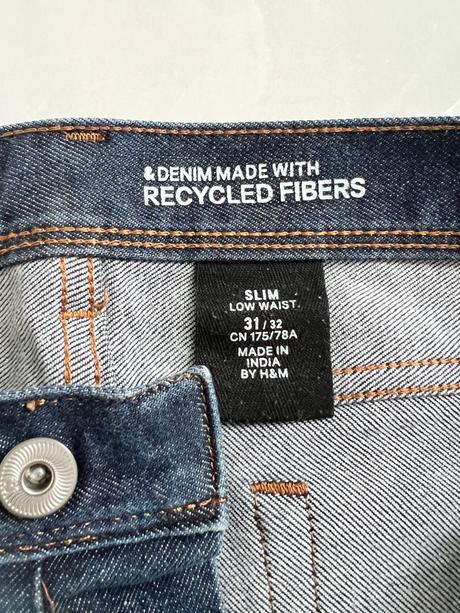 &DENIM MADE WITH
RECYCLED FIBERS
SLIM
LOW WAIST
31/32
CN 175/78A
MADE IN
INDIA
BY H&M